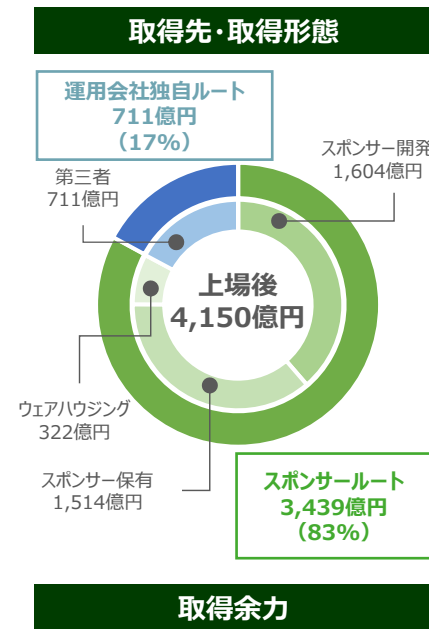 取得先・取得形態
運用会社独自ルート
711億円
（17%）
スポンサー開発
1,604億円
第三者
711億円
上場後
4,150億円
ウェアハウジング
322億円
スポンサー保有
1,514億円
スポンサールート
3,439億円
（83%）
取得余力